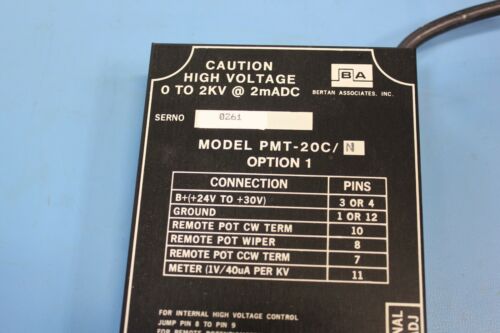 CAUTION
HIGH VOLTAGE
0 TO 2KV @ 2mADC
BA
BERTAN ASSOCIATES, INC.
SERNO 0261
MODEL PMT-20C/ N
OPTION 1
CONNECTION PINS
B+(+24V TO +30V) 3 OR 4
GROUND 1 OR 12
REMOTE POT CW TERM 10
REMOTE POT WIPER 8
REMOTE POT CCW TERM 7
METER (1V/40uA PER KV 11
FOR INTERNAL HIGH VOLTAGE CONTROL
JUMP PIN 8 TO PIN 9
FOR REMOTE
ADJ